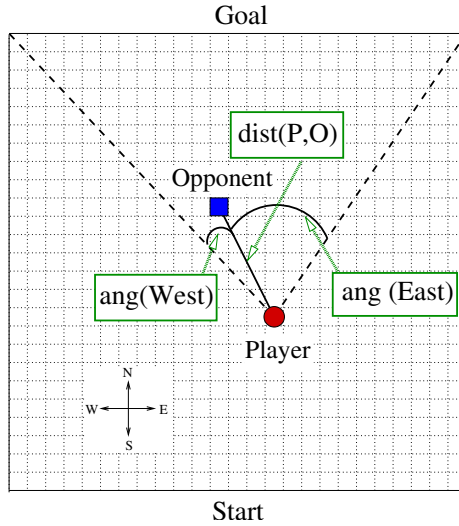 Goal
dist(P,O)
Opponent
ang(West)
ang (East)
Player
N
W E
S
Start